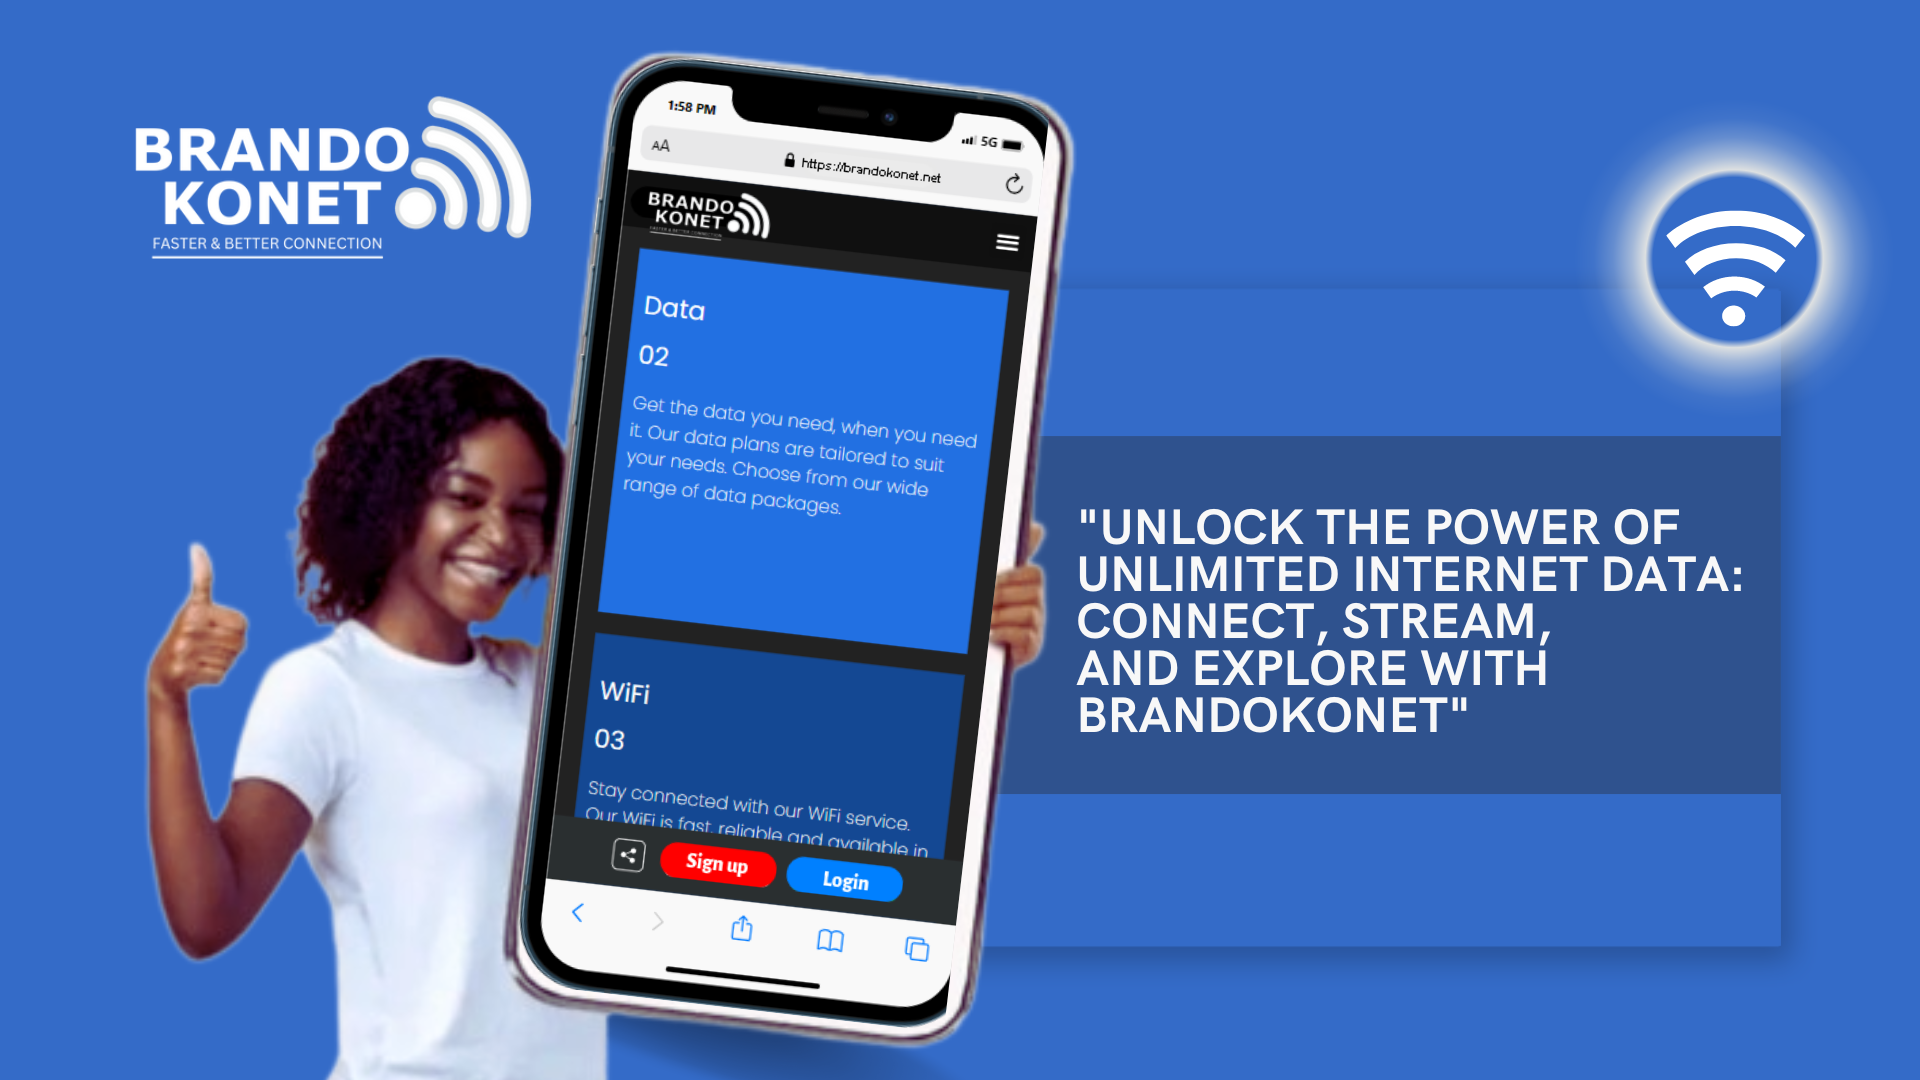 BRANDO
KONET
FASTER & BETTER CONNECTION
1:58 PM
5G
AA
https://brandokonet.net
BRANDO
KONET
FASTER & BETTER CONNECTION
Data
02
Get the data you need, when you need
it. Our data plans are tailored to suit
your needs. Choose from our wide
range of data packages.
WiFi
03
Stay connected with our WiFi service.
Our WiFi is fast, reliable and available in
Sign up
Login
"UNLOCK THE POWER OF
UNLIMITED INTERNET DATA:
CONNECT, STREAM,
AND EXPLORE WITH
BRANDOKONET"